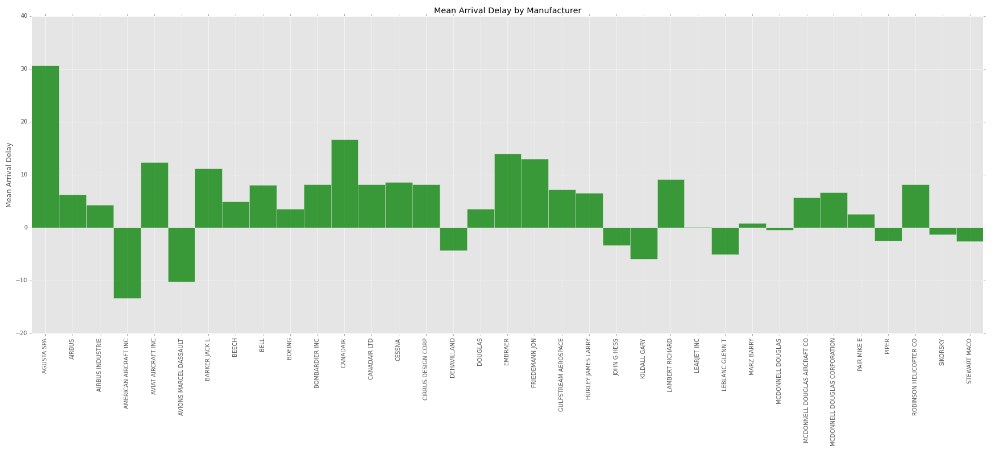 Mean Arrival Delay by Manufacturer
40
30
20
10
0
−10
−20
Mean Arrival Delay
AGUSTA SPA
AIRBUS
AIRBUS INDUSTRIE
AMERICAN AIRCRAFT INC
AVIAT AIRCRAFT INC
AVIONS MARCEL DASSAULT
BARKER JACK L
BEECH
BELL
BOEING
BOMBARDIER INC
CANADAIR
CANADAIR LTD
CESSNA
CIRRUS DESIGN CORP
DEHAVILLAND
DOUGLAS
EMBRAER
FRIEDEMANN JON
GULFSTREAM AEROSPACE
HURLEY JAMES LARRY
JOHN G HESS
KILDALL GARY
LAMBERT RICHARD
LEARJET INC
LEBLANC GLENN T
MARZ BARRY
MCDONNELL DOUGLAS
MCDONNELL DOUGLAS AIRCRAFT CO
MCDONNELL DOUGLAS CORPORATION
PAIR MIKE E
PIPER
ROBINSON HELICOPTER CO
SIKORSKY
STEWART MACO